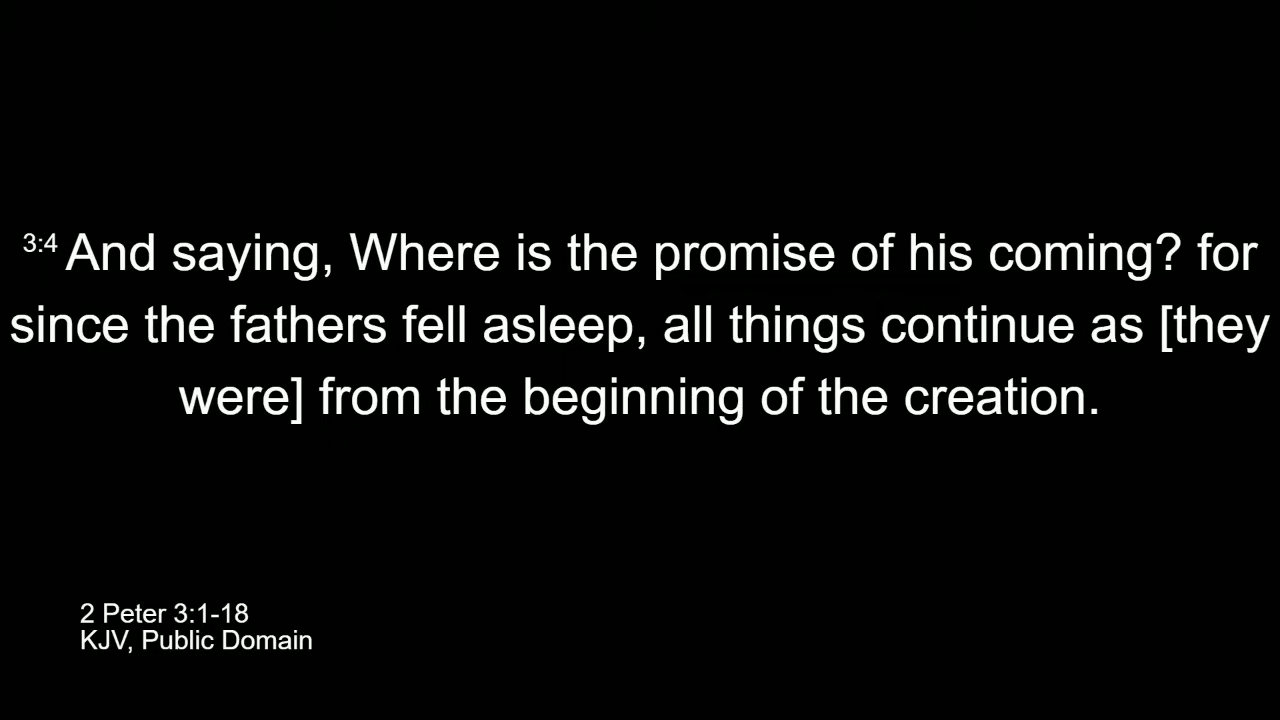 3:4 And saying, Where is the promise of his coming? for
since the fathers fell asleep, all things continue as [they
were] from the beginning of the creation.
2 Peter 3:1-18
KJV, Public Domain